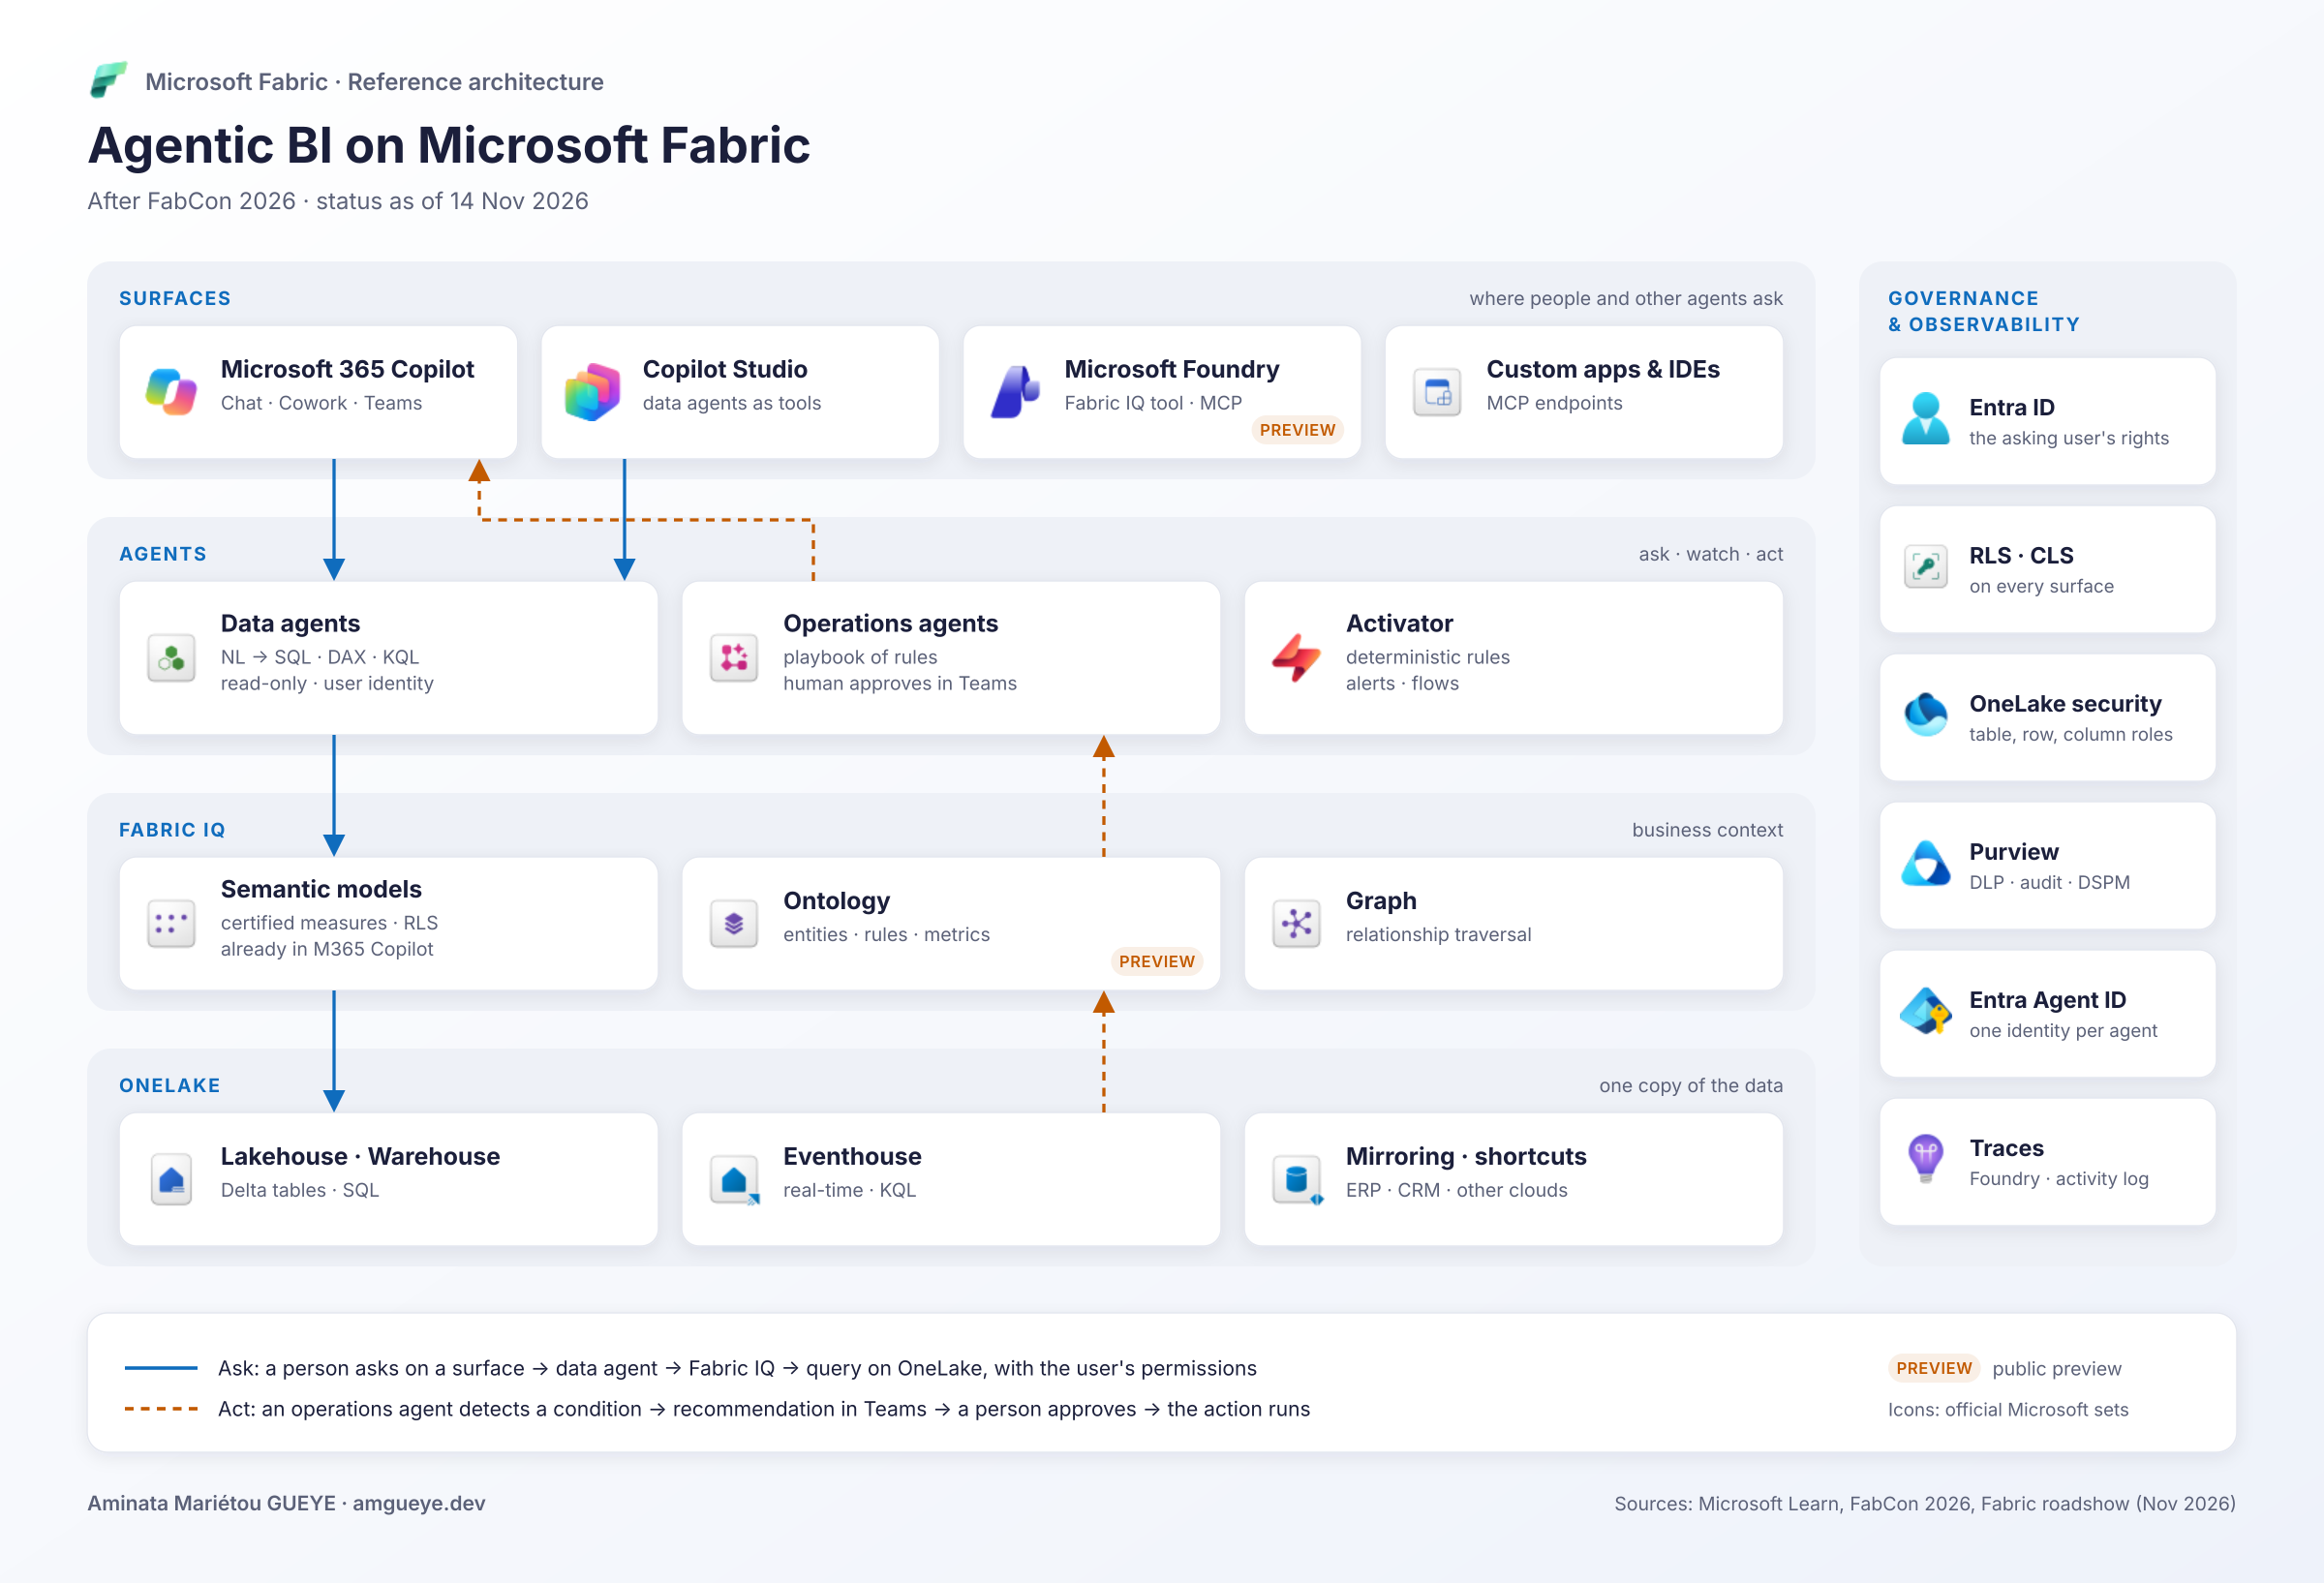 Microsoft Fabric · Reference architecture
Agentic BI on Microsoft Fabric
After FabCon 2026 · status as of 14 Nov 2026
SURFACES
where people and other agents ask
Microsoft 365 Copilot
Chat · Cowork · Teams
Copilot Studio
data agents as tools
Microsoft Foundry
Fabric IQ tool · MCP
PREVIEW
Custom apps & IDEs
MCP endpoints
AGENTS
ask · watch · act
Data agents
NL → SQL · DAX · KQL
read-only · user identity
Operations agents
playbook of rules
human approves in Teams
Activator
deterministic rules
alerts · flows
FABRIC IQ
business context
Semantic models
certified measures · RLS
already in M365 Copilot
Ontology
entities · rules · metrics
PREVIEW
Graph
relationship traversal
ONELAKE
one copy of the data
Lakehouse · Warehouse
Delta tables · SQL
Eventhouse
real-time · KQL
Mirroring · shortcuts
ERP · CRM · other clouds
GOVERNANCE
& OBSERVABILITY
Entra ID
the asking user's rights
RLS · CLS
on every surface
OneLake security
table, row, column roles
Purview
DLP · audit · DSPM
Entra Agent ID
one identity per agent
Traces
Foundry · activity log
Ask: a person asks on a surface → data agent → Fabric IQ → query on OneLake, with the user's permissions
Act: an operations agent detects a condition → recommendation in Teams → a person approves → the action runs
PREVIEW public preview
Icons: official Microsoft sets
Aminata Mariétou GUEYE · amgueye.dev
Sources: Microsoft Learn, FabCon 2026, Fabric roadshow (Nov 2026)